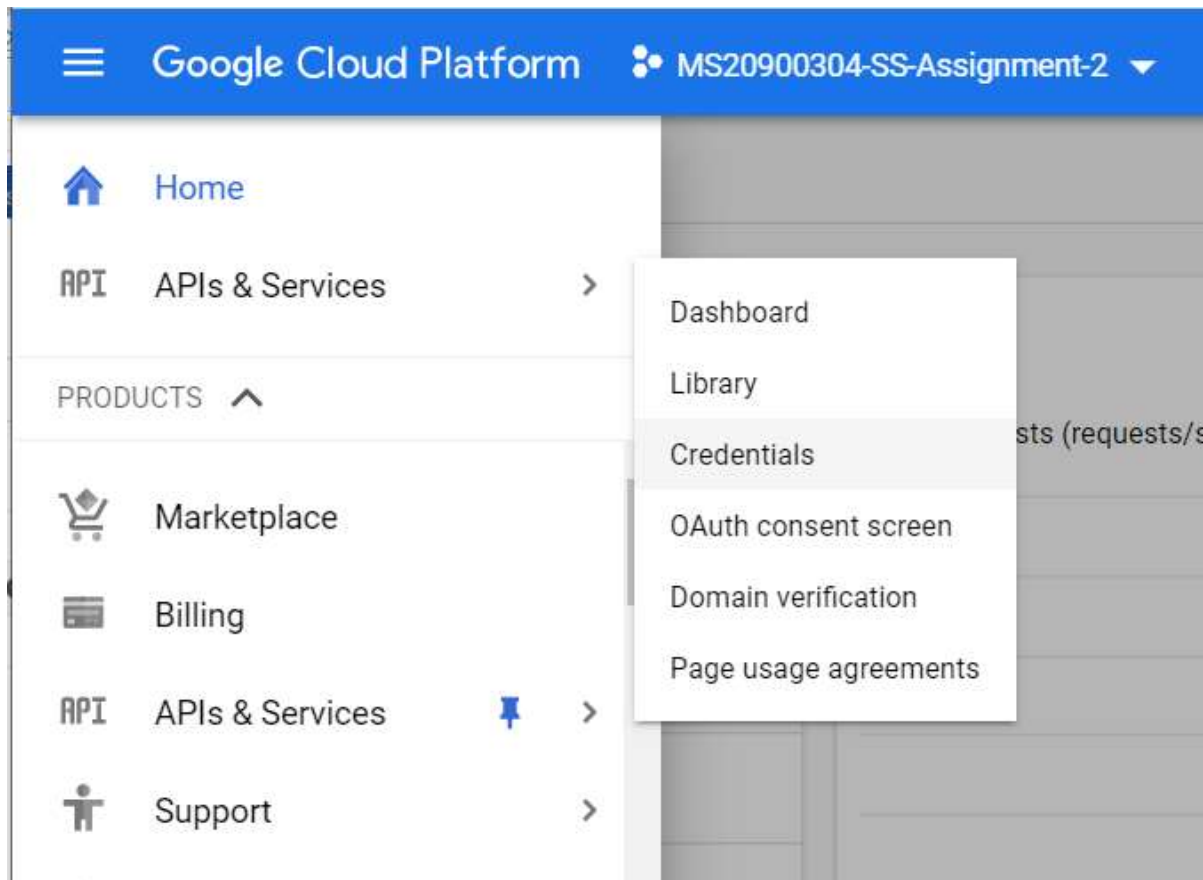 Google Cloud Platform MS20900304-SS-Assignment-2
Home
API APIs & Services
Dashboard
Library
PRODUCTS
Credentials
sts (requests/s
OAuth consent screen
Marketplace
Domain verification
Billing
Page usage agreements
API APIs & Services
Support